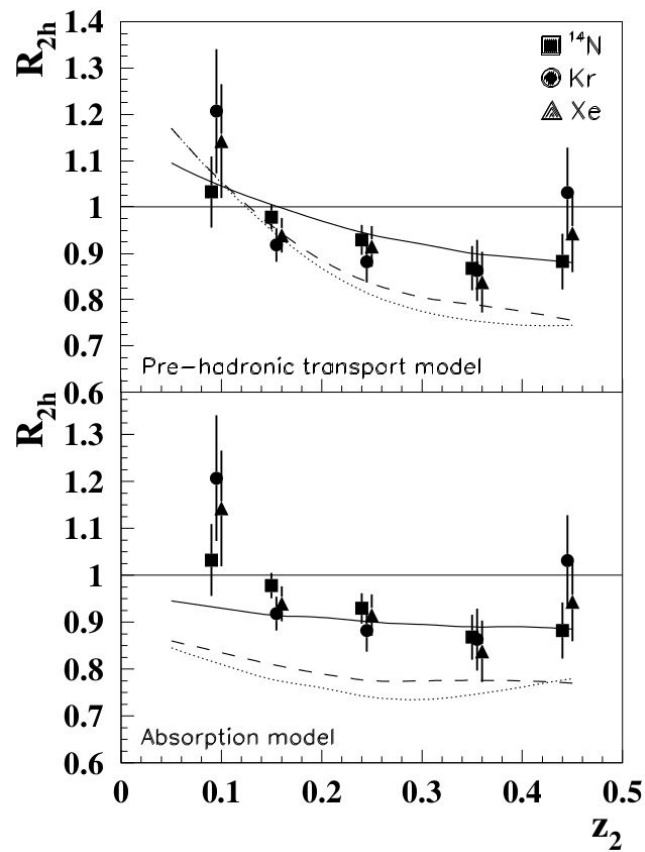 R2h
1.4
1.3
1.2
1.1
1
0.9
0.8
0.7
0.6
14N
Kr
Xe
Pre-hadronic transport model
R2h
1.3
1.2
1.1
1
0.9
0.8
0.7
0.6
Absorption model
0 0.1 0.2 0.3 0.4 0.5
z2